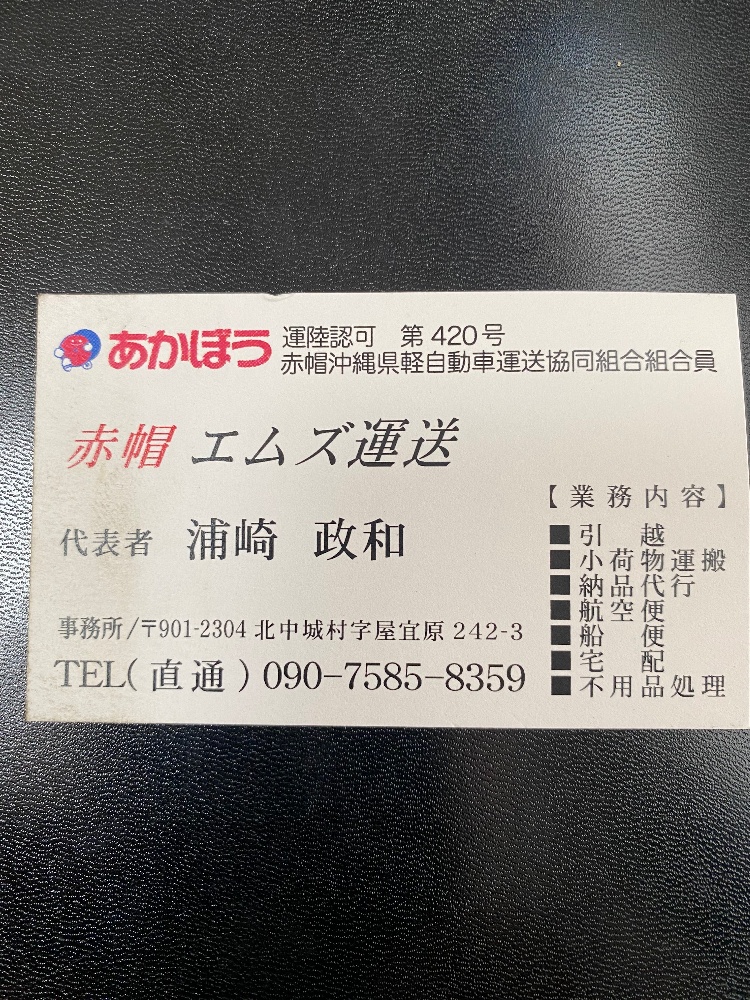 あかぼう
運陸認可 第420号
赤帽沖縄県軽自動車運送協同組合組合員
赤帽 エムズ運送
代表者 浦崎 政和
事務所/〒901-2304 北中城村字屋宜原 242-3
TEL(直通)090-7585-8359
【業務内容】
■引越
■小荷物運搬
■納品代行
■航空便
■船便
■宅配
■不用品処理